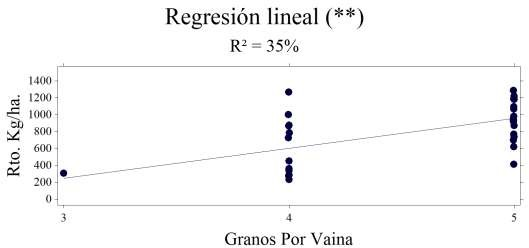 Regresión lineal (**)
R² = 35%
Rto. Kg/ha.
1400
1200
1000
800
600
400
200
0
3 4 5
Granos Por Vaina